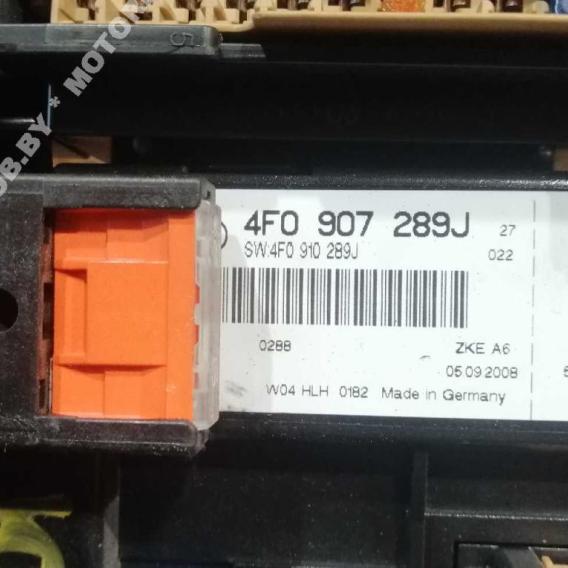 4F0 907 289J 27
SW:4F0 910 289J 022
0288 ZKE A6
05.09.2008
W04 HLH 0182 Made in Germany
5